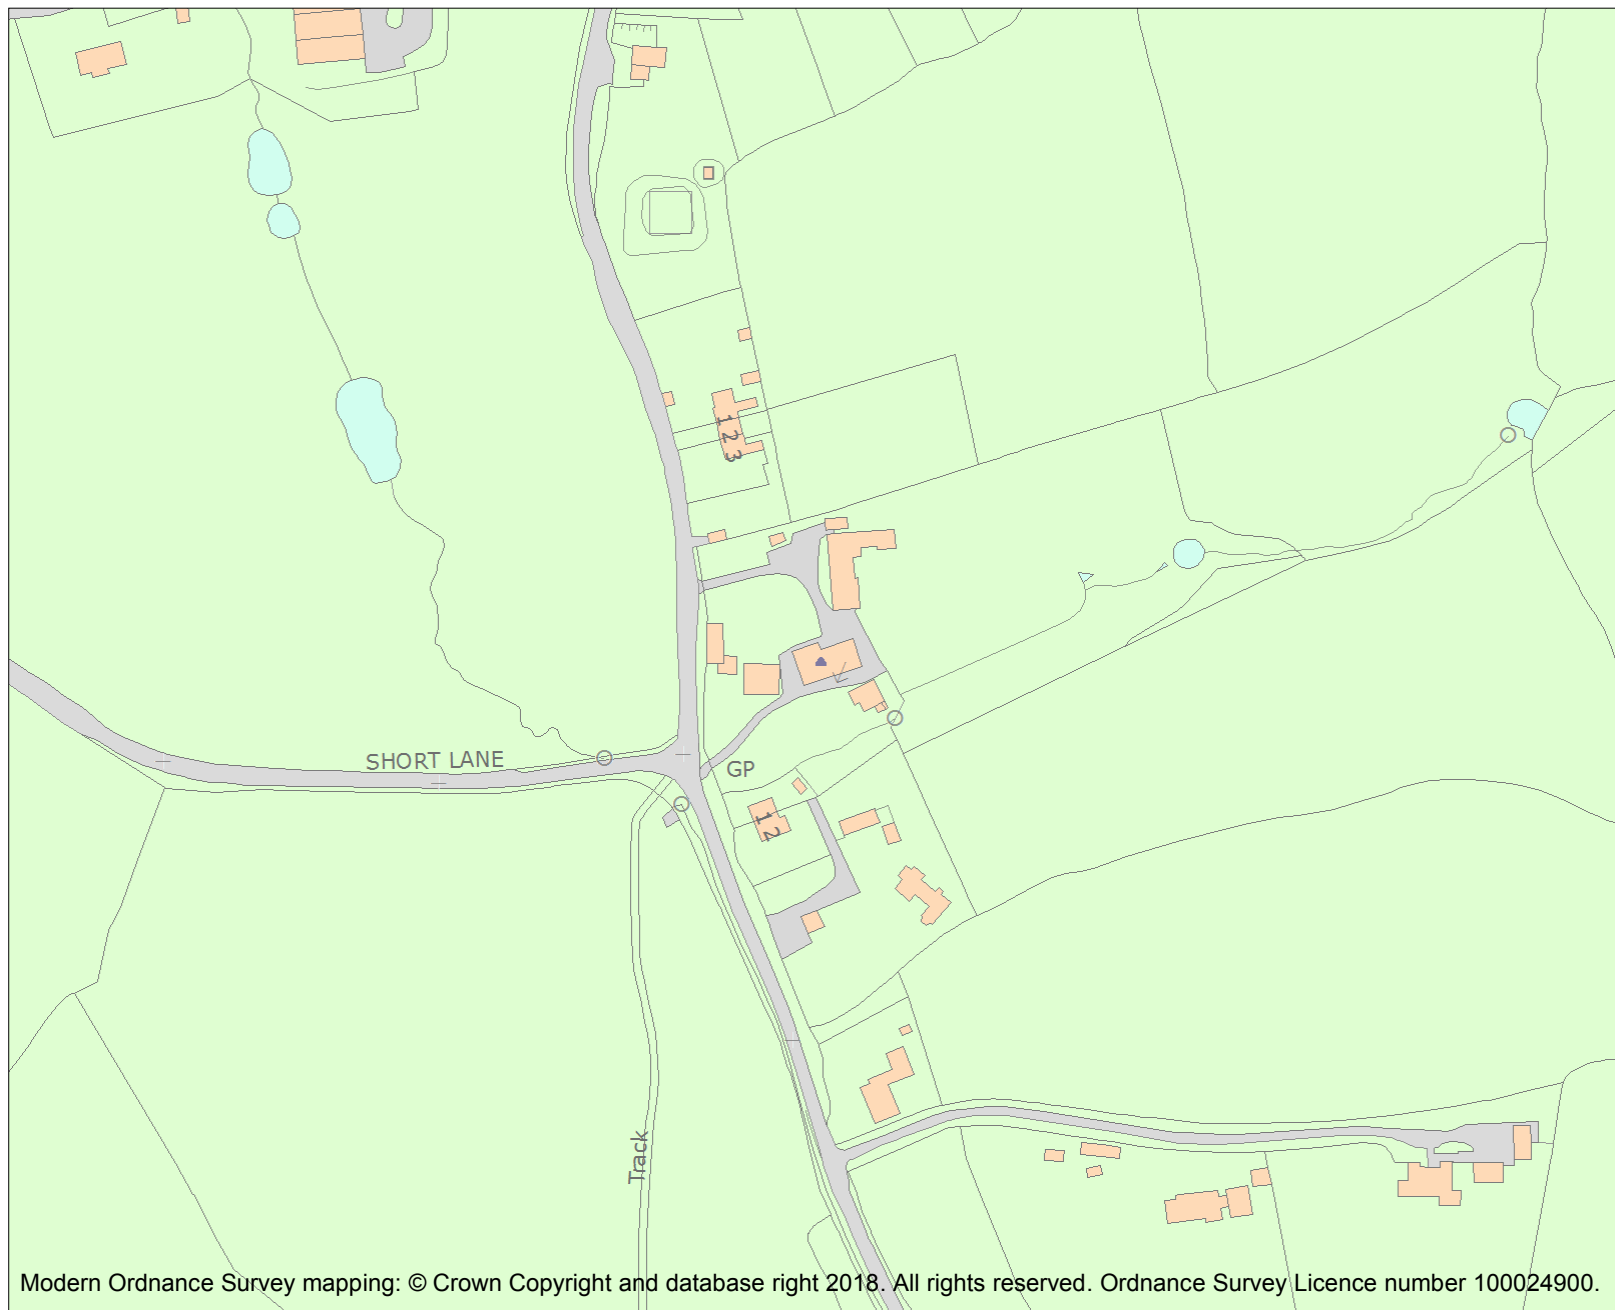 1 2 3
SHORT LANE
GP
1 2
Track
Modern Ordnance Survey mapping: © Crown Copyright and database right 2018. All rights reserved. Ordnance Survey Licence number 100024900.